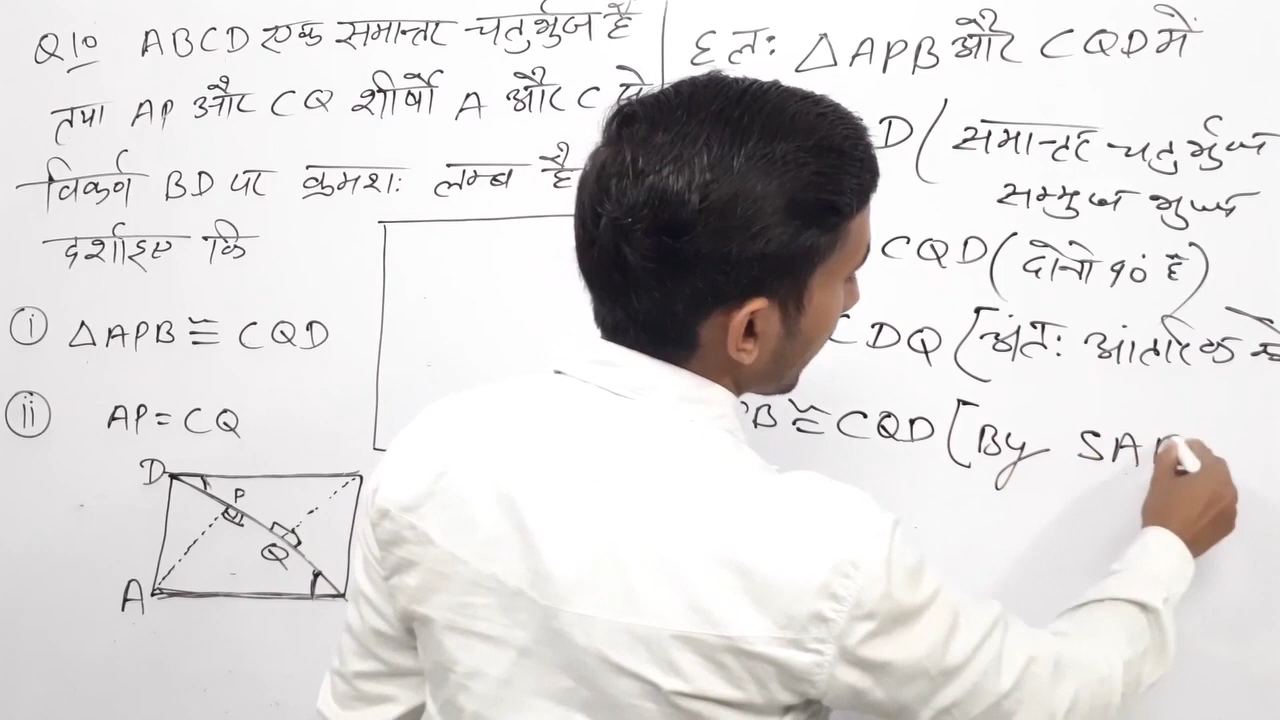 Q10 ABCD एक समान्तर चतुर्भुज है
तथा AP और CQ शीर्षों A और C से
विकर्ण BD पर क्रमशः लम्ब है
दर्शाइए कि
(i) △APB ≅ CQD
(ii) AP = CQ
D
P
Q
A
हलः △APB और CQD में
D (समान्तर चतुर्भुज
सम्मुख भुजा
CQD (दोनो 90 है)
CDQ [अंतः आंतरिक
PB ≅ CQD [By SA